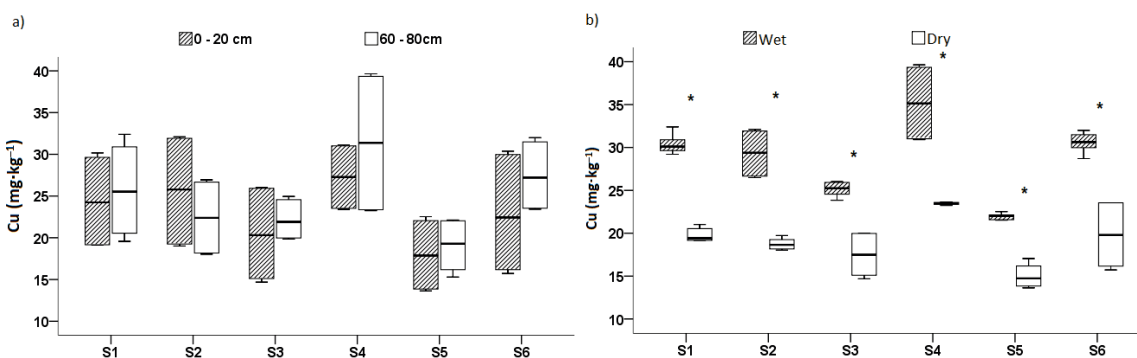 a)
0 - 20 cm 60 - 80cm
Cu (mg·kg⁻¹)
40
35
30
25
20
15
10
S1 S2 S3 S4 S5 S6
b)
Wet Dry
Cu (mg·kg⁻¹)
40
35
30
25
20
15
10
* * * * * *
S1 S2 S3 S4 S5 S6